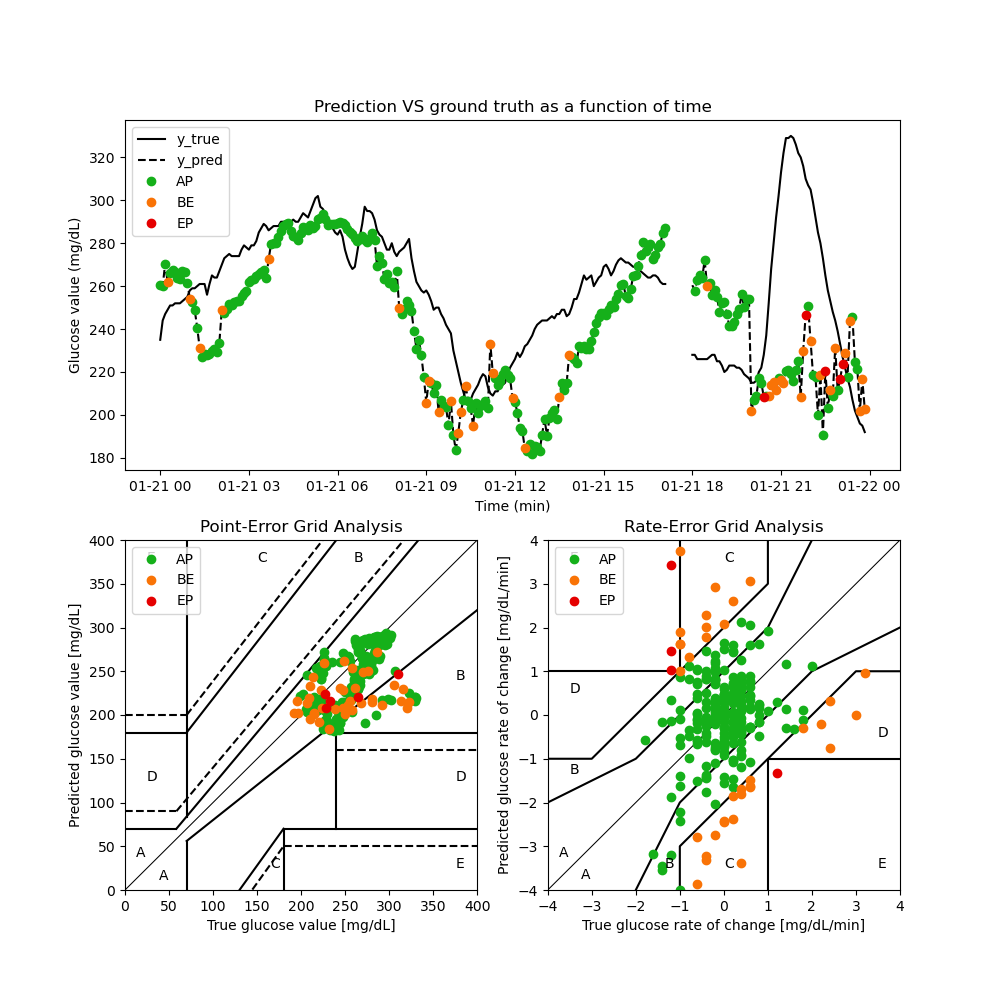 Prediction VS ground truth as a function of time
Glucose value (mg/dL)
320
300
280
260
240
220
200
180
y_true
y_pred
AP
BE
EP
01-21 00 01-21 03 01-21 06 01-21 09 01-21 12 01-21 15 01-21 18 01-21 21 01-22 00
Time (min)
Point-Error Grid Analysis
Predicted glucose value [mg/dL]
400
350
300
250
200
150
100
50
0
AP
BE
EP
C B
B
D D
A
A C E
0 50 100 150 200 250 300 350 400
True glucose value [mg/dL]
Rate-Error Grid Analysis
Predicted glucose rate of change [mg/dL/min]
4
3
2
1
0
−1
−2
−3
−4
AP
BE
EP
C
D
D
B
A
A B C E
−4 −3 −2 −1 0 1 2 3 4
True glucose rate of change [mg/dL/min]